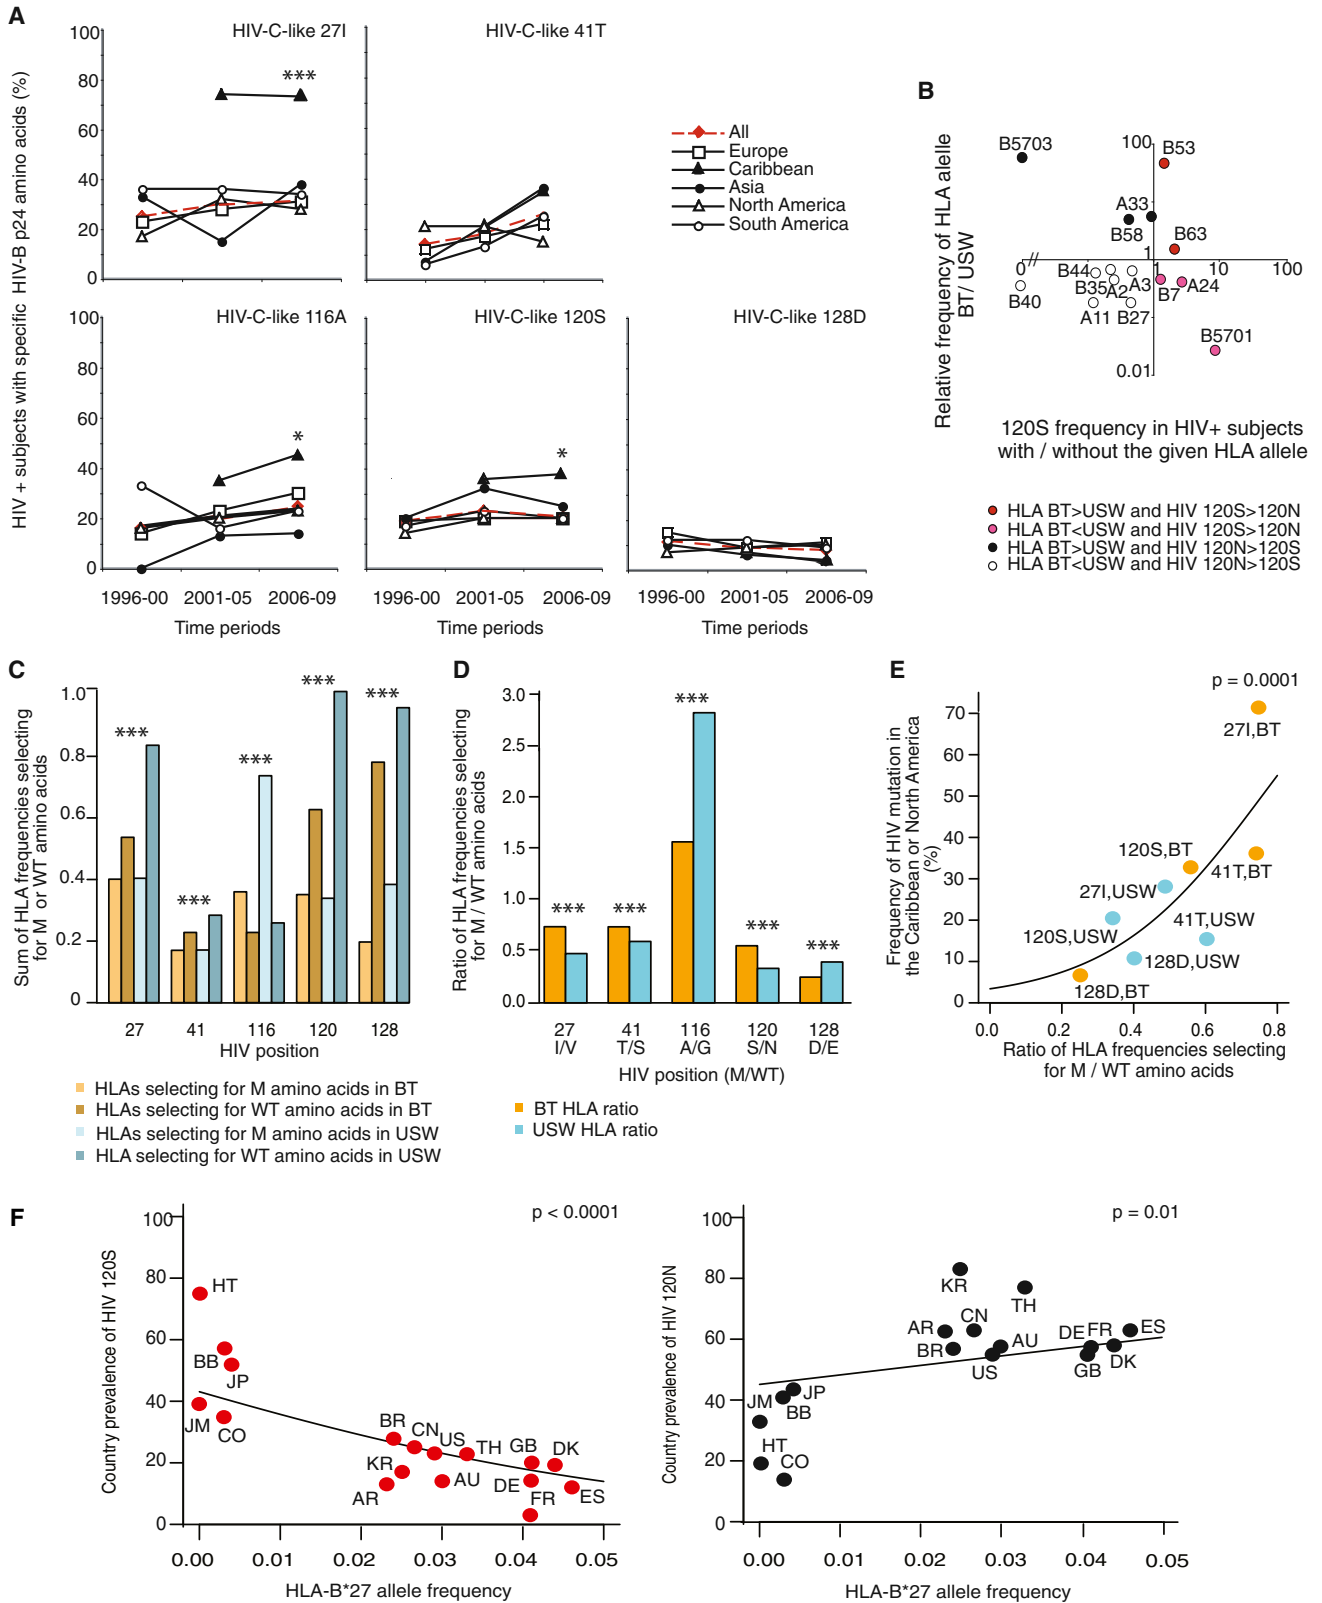 A
HIV + subjects with specific HIV-B p24 amino acids (%)
HIV-C-like 27I
100
80
60
40
20
0
***
HIV-C-like 41T
All
Europe
Caribbean
Asia
North America
South America
HIV-C-like 116A
100
80
60
40
20
0
*
1996-00 2001-05 2006-09
Time periods
HIV-C-like 120S
*
1996-00 2001-05 2006-09
Time periods
HIV-C-like 128D
1996-00 2001-05 2006-09
Time periods
B
Relative frequency of HLA alelle
BT/ USW
B5703
100
B53
A33
B58
B63
1
0
//
1
10
100
B44
B35
A2
A3
B7
A24
B40
A11
B27
B5701
0.01
120S frequency in HIV+ subjects
with / without the given HLA allele
HLA BT>USW and HIV 120S>120N
HLA BT<USW and HIV 120S>120N
HLA BT>USW and HIV 120N>120S
HLA BT<USW and HIV 120N>120S
C
Sum of HLA frequencies selecting
for M or WT amino acids
1.0
0.8
0.6
0.4
0.2
0
***
***
***
***
***
27 41 116 120 128
HIV position
HLAs selecting for M amino acids in BT
HLAs selecting for WT amino acids in BT
HLAs selecting for M amino acids in USW
HLA selecting for WT amino acids in USW
D
Ratio of HLA frequencies selecting
for M / WT amino acids
3.0
2.5
2.0
1.5
1.0
0.5
0.0
***
***
***
***
***
27 41 116 120 128
I/V T/S A/G S/N D/E
HIV position (M/WT)
BT HLA ratio
USW HLA ratio
E
p = 0.0001
Frequency of HIV mutation in
the Caribbean or North America
(%)
70
60
50
40
30
20
10
0
27I,BT
120S,BT
41T,BT
27I,USW
41T,USW
120S,USW
128D,USW
128D,BT
0.0 0.2 0.4 0.6 0.8
Ratio of HLA frequencies selecting
for M / WT amino acids
F
p < 0.0001
Country prevalence of HIV 120S
100
80
60
40
20
0
HT
BB
JP
JM
CO
BR
CN
US
TH
GB
DK
KR
AR
AU
DE
FR
ES
0.00 0.01 0.02 0.03 0.04 0.05
HLA-B*27 allele frequency
p = 0.01
Country prevalence of HIV 120N
100
80
60
40
20
0
KR
TH
AR
CN
BR
AU
US
DE
FR
ES
GB
DK
JM
JP
BB
HT
CO
0.00 0.01 0.02 0.03 0.04 0.05
HLA-B*27 allele frequency